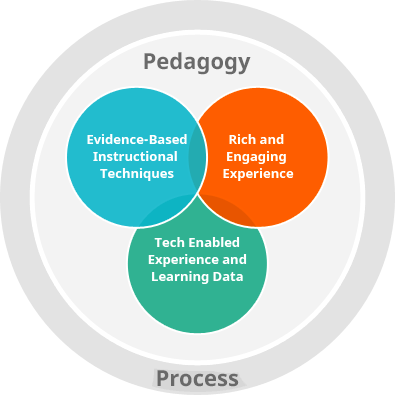 Pedagogy
Evidence-Based
Instructional
Techniques
Rich and
Engaging
Experience
Tech Enabled
Experience and
Learning Data
Process